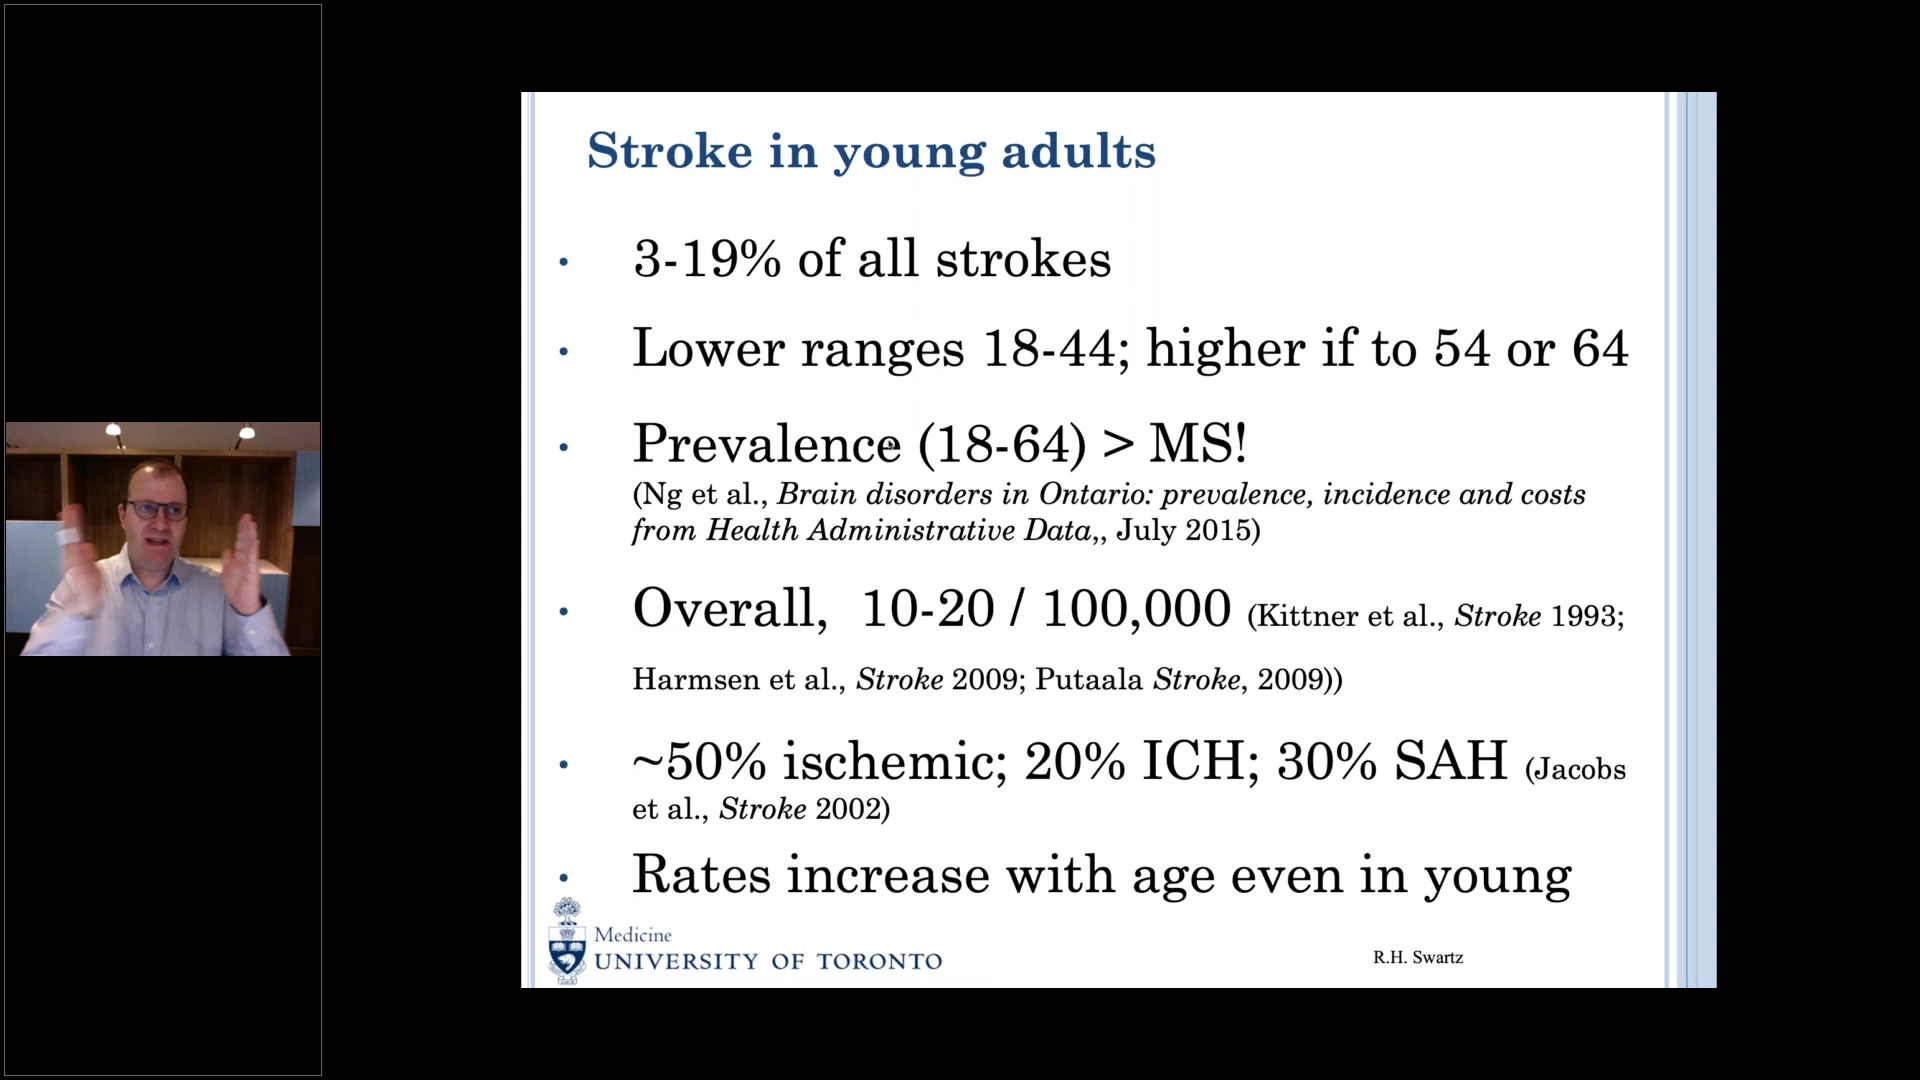 Stroke in young adults
• 3-19% of all strokes
• Lower ranges 18-44; higher if to 54 or 64
• Prevalence (18-64) > MS!
(Ng et al., Brain disorders in Ontario: prevalence, incidence and costs
from Health Administrative Data,, July 2015)
• Overall, 10-20 / 100,000 (Kittner et al., Stroke 1993;
Harmsen et al., Stroke 2009; Putaala Stroke, 2009))
• ~50% ischemic; 20% ICH; 30% SAH (Jacobs
et al., Stroke 2002)
• Rates increase with age even in young
Medicine
UNIVERSITY OF TORONTO
R.H. Swartz